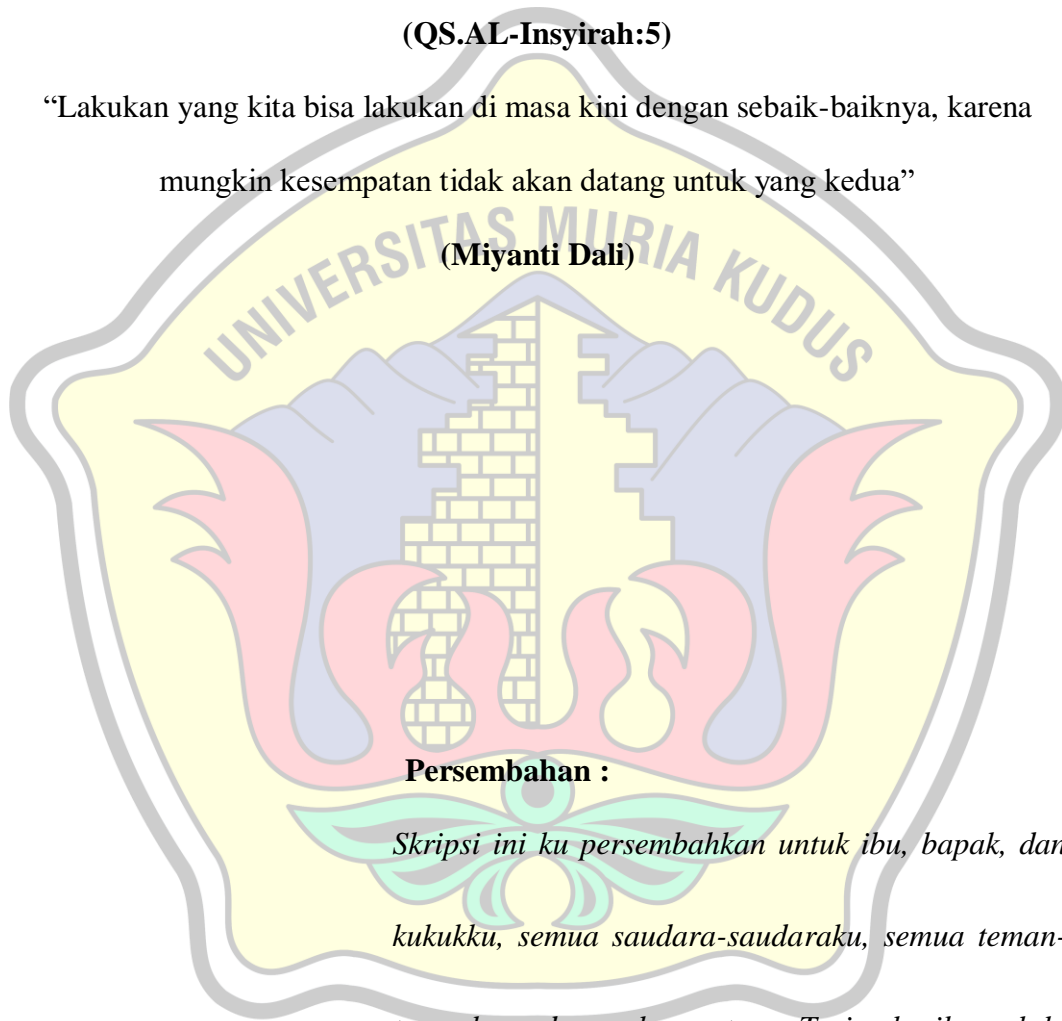 (QS.AL-Insyirah:5)
“Lakukan yang kita bisa lakukan di masa kini dengan sebaik-baiknya, karena
mungkin kesempatan tidak akan datang untuk yang kedua”
UNIVERSITAS MURIA KUDUS
(Miyanti Dali)
Persembahan :
Skripsi ini ku persembahkan untuk ibu, bapak, dan
kukukku, semua saudara-saudaraku, semua teman-